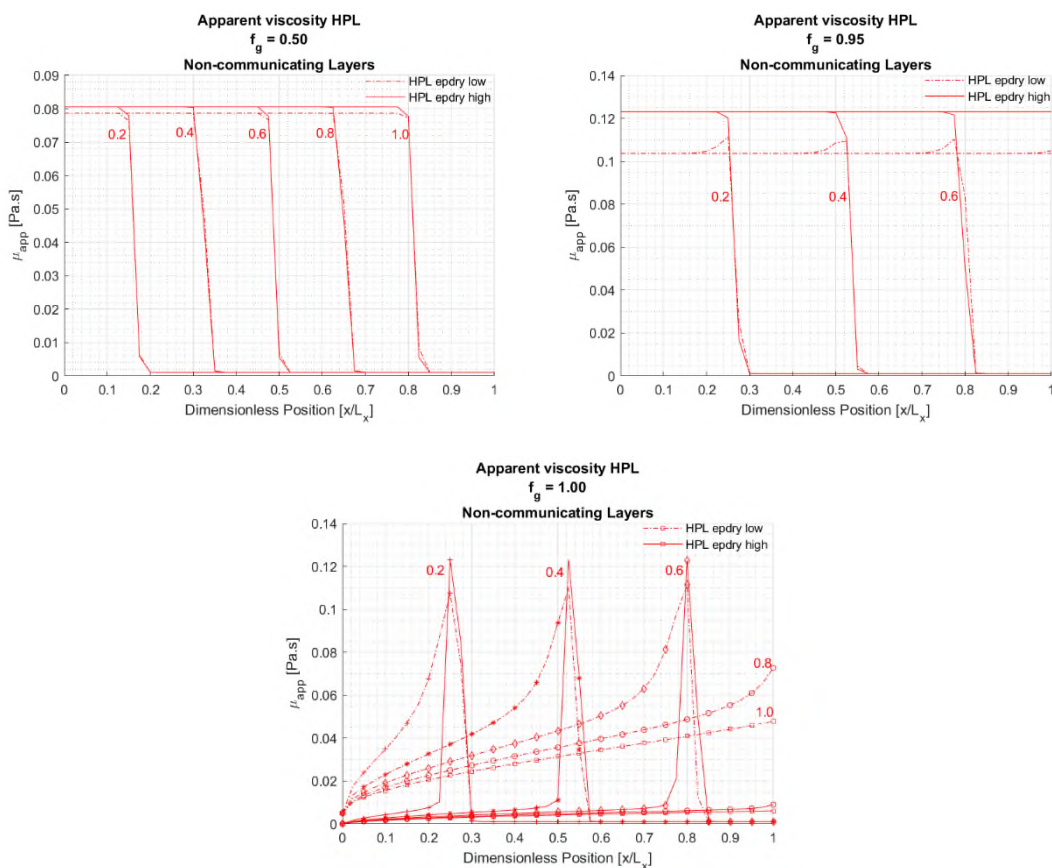 Apparent viscosity HPL
f_g = 0.50
Non-communicating Layers
HPL epdry low
HPL epdry high
0.09
0.08
0.07
0.06
0.05
0.04
0.03
0.02
0.01
0
μ_app [Pa.s]
0.2
0.4
0.6
0.8
1.0
0 0.1 0.2 0.3 0.4 0.5 0.6 0.7 0.8 0.9 1
Dimensionless Position [x/L_x]
Apparent viscosity HPL
f_g = 0.95
Non-communicating Layers
HPL epdry low
HPL epdry high
0.14
0.12
0.1
0.08
0.06
0.04
0.02
0
μ_app [Pa.s]
0.2
0.4
0.6
0 0.1 0.2 0.3 0.4 0.5 0.6 0.7 0.8 0.9 1
Dimensionless Position [x/L_x]
Apparent viscosity HPL
f_g = 1.00
Non-communicating Layers
HPL epdry low
HPL epdry high
0.14
0.12
0.1
0.08
0.06
0.04
0.02
0
μ_app [Pa.s]
0.2
0.4
0.6
0.8
1.0
0 0.1 0.2 0.3 0.4 0.5 0.6 0.7 0.8 0.9 1
Dimensionless Position [x/L_x]